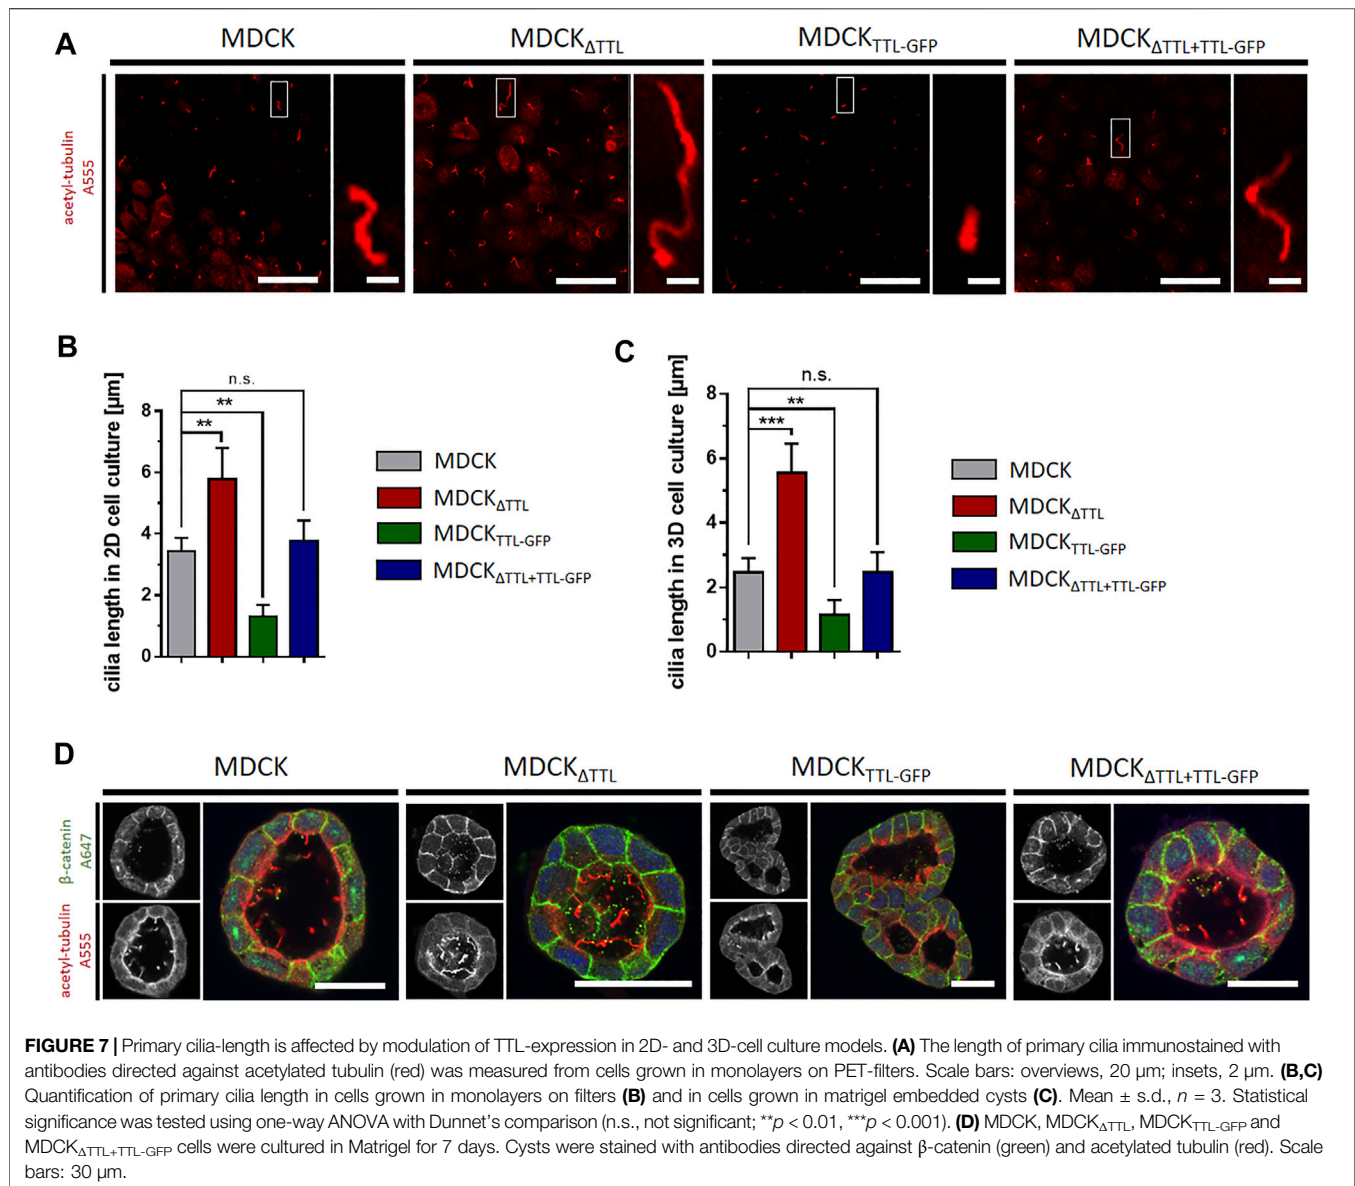 A
MDCK
MDCKΔTTL
MDCKTTL-GFP
MDCKΔTTL+TTL-GFP
acetyl-tubulin
A555
B
cilia length in 2D cell culture [µm]
8
6
4
2
0
n.s.
**
**
MDCK
MDCKΔTTL
MDCKTTL-GFP
MDCKΔTTL+TTL-GFP
C
cilia length in 3D cell culture [µm]
8
6
4
2
0
n.s.
**
***
MDCK
MDCKΔTTL
MDCKTTL-GFP
MDCKΔTTL+TTL-GFP
D
MDCK
MDCKΔTTL
MDCKTTL-GFP
MDCKΔTTL+TTL-GFP
β-catenin
A647
acetyl-tubulin
A555
FIGURE 7 | Primary cilia-length is affected by modulation of TTL-expression in 2D- and 3D-cell culture models. (A) The length of primary cilia immunostained with
antibodies directed against acetylated tubulin (red) was measured from cells grown in monolayers on PET-filters. Scale bars: overviews, 20 µm; insets, 2 µm. (B,C)
Quantification of primary cilia length in cells grown in monolayers on filters (B) and in cells grown in matrigel embedded cysts (C). Mean ± s.d., n = 3. Statistical
significance was tested using one-way ANOVA with Dunnet's comparison (n.s., not significant; **p < 0.01, ***p < 0.001). (D) MDCK, MDCKΔTTL, MDCKTTL-GFP and
MDCKΔTTL+TTL-GFP cells were cultured in Matrigel for 7 days. Cysts were stained with antibodies directed against β-catenin (green) and acetylated tubulin (red). Scale
bars: 30 µm.